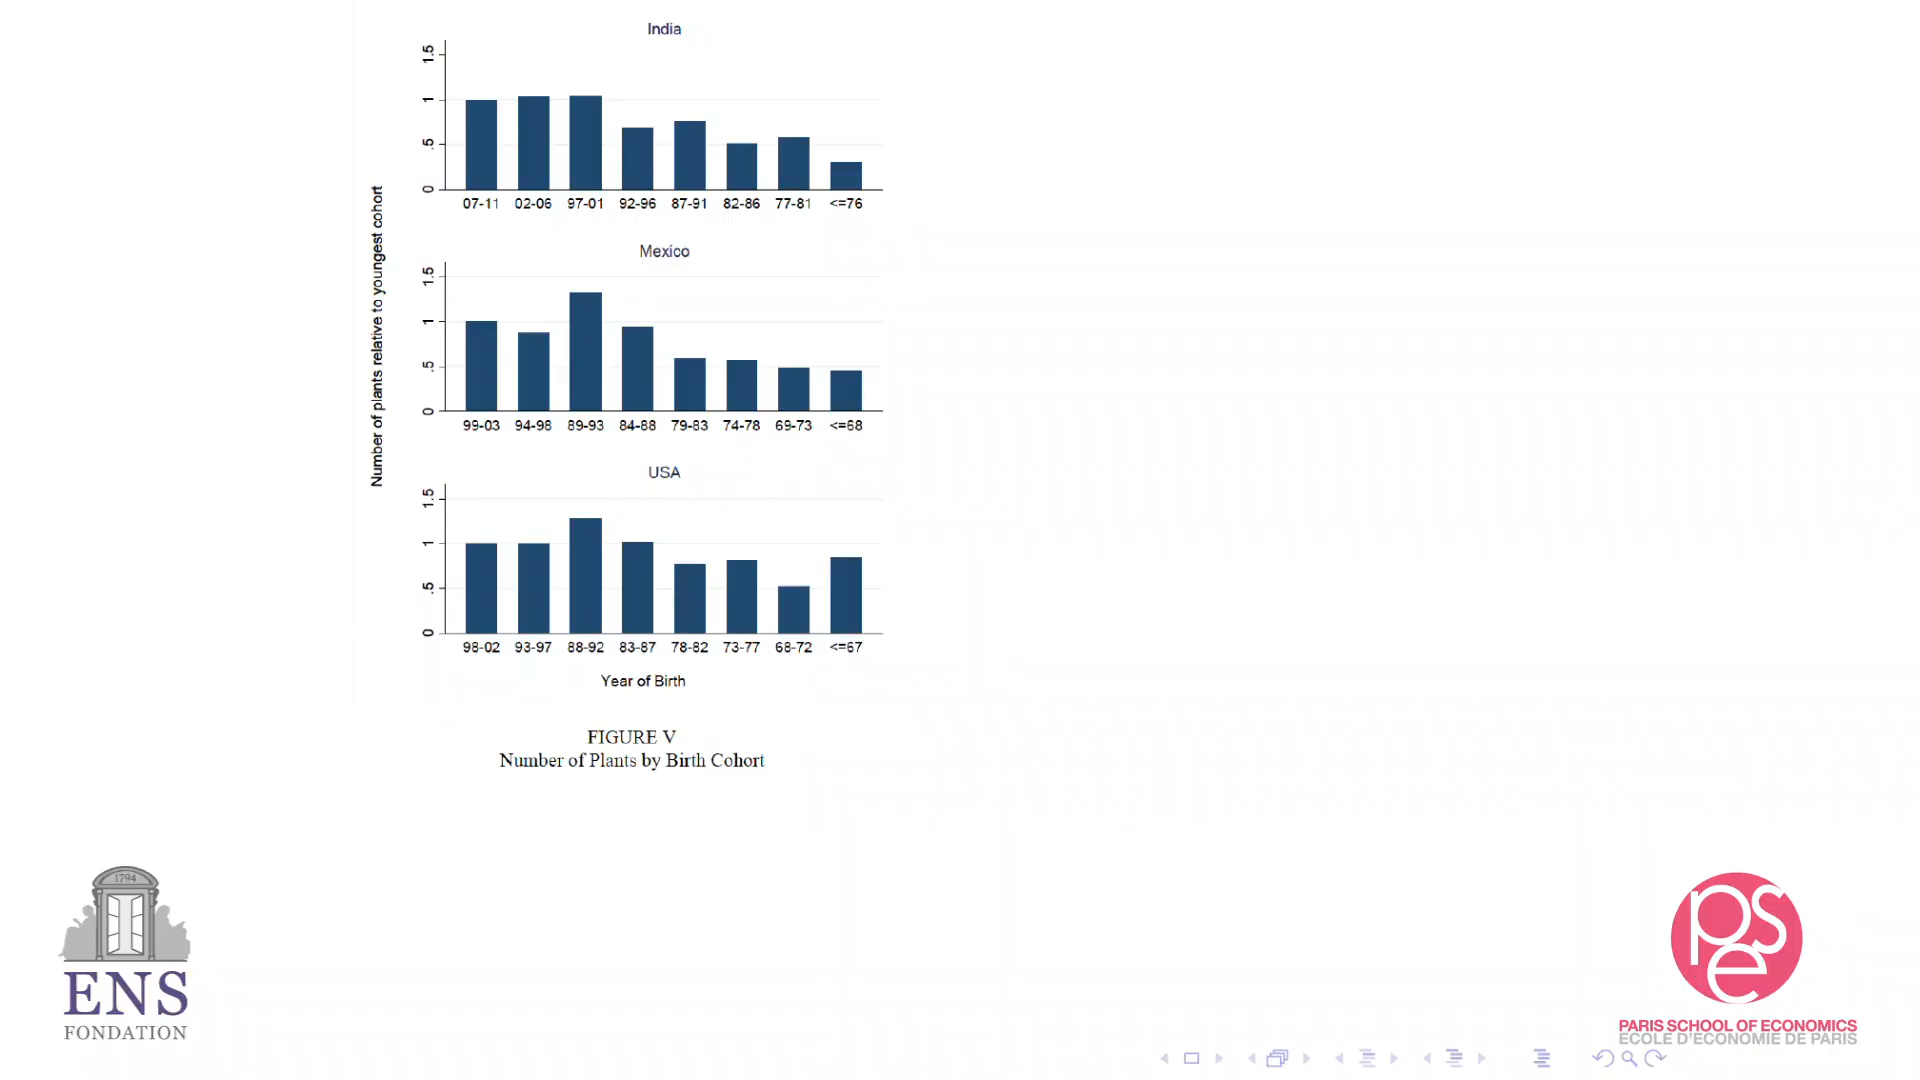 India
1.5
1
.5
0
07-11 02-06 97-01 92-96 87-91 82-86 77-81 <=76
Number of plants relative to youngest cohort
Mexico
1.5
1
.5
0
99-03 94-98 89-93 84-88 79-83 74-78 69-73 <=68
USA
1.5
1
.5
0
98-02 93-97 88-92 83-87 78-82 73-77 68-72 <=67
Year of Birth
FIGURE V
Number of Plants by Birth Cohort
1794
ENS
FONDATION
pse
PARIS SCHOOL OF ECONOMICS
ECOLE D'ECONOMIE DE PARIS